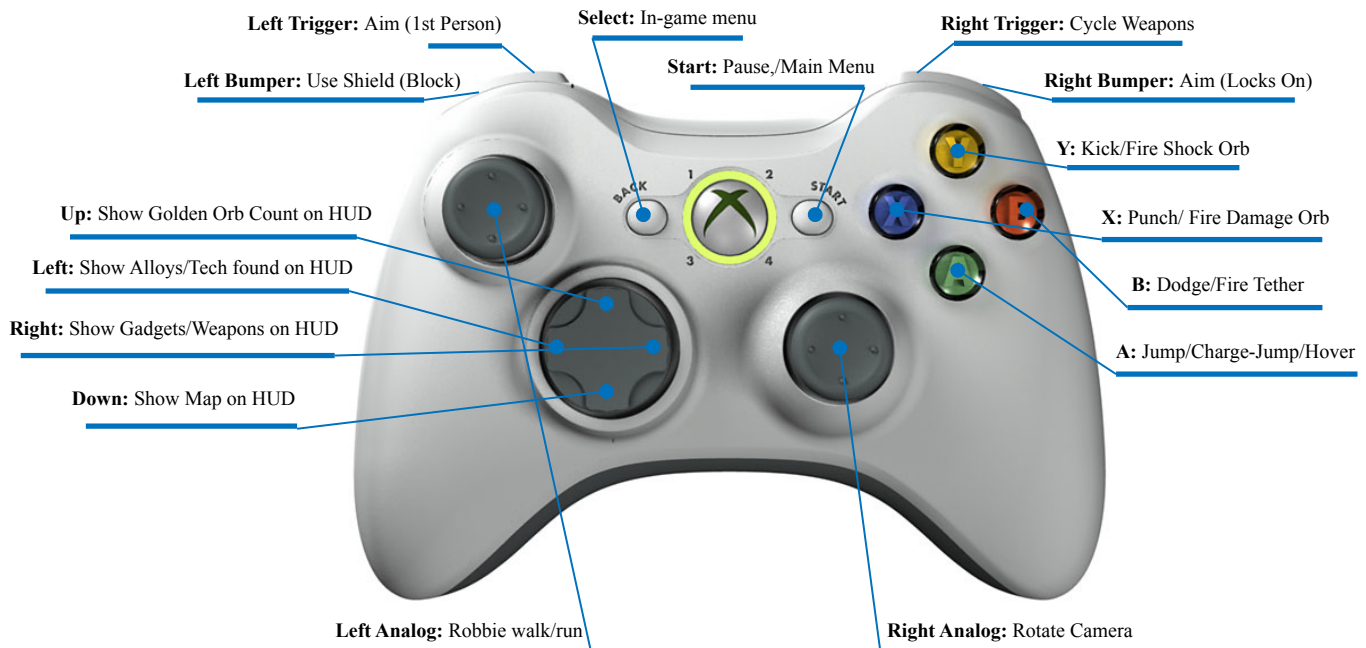 Left Trigger: Aim (1st Person)
Select: In-game menu
Right Trigger: Cycle Weapons
Left Bumper: Use Shield (Block)
Start: Pause,/Main Menu
Right Bumper: Aim (Locks On)
Y: Kick/Fire Shock Orb
Up: Show Golden Orb Count on HUD
X: Punch/ Fire Damage Orb
Left: Show Alloys/Tech found on HUD
B: Dodge/Fire Tether
Right: Show Gadgets/Weapons on HUD
A: Jump/Charge-Jump/Hover
Down: Show Map on HUD
Left Analog: Robbie walk/run
Right Analog: Rotate Camera
BACK
START
1
2
3
4
Y
X
B
A